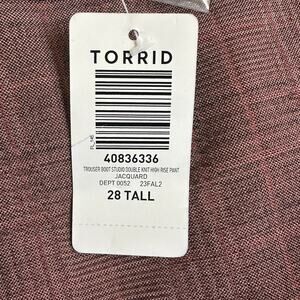 TORRID
40836336
TROUSER BOOT STUDIO DOUBLE KNIT HIGH RISE PANT
JACQUARD
DEPT 0052 23FAL2
28 TALL